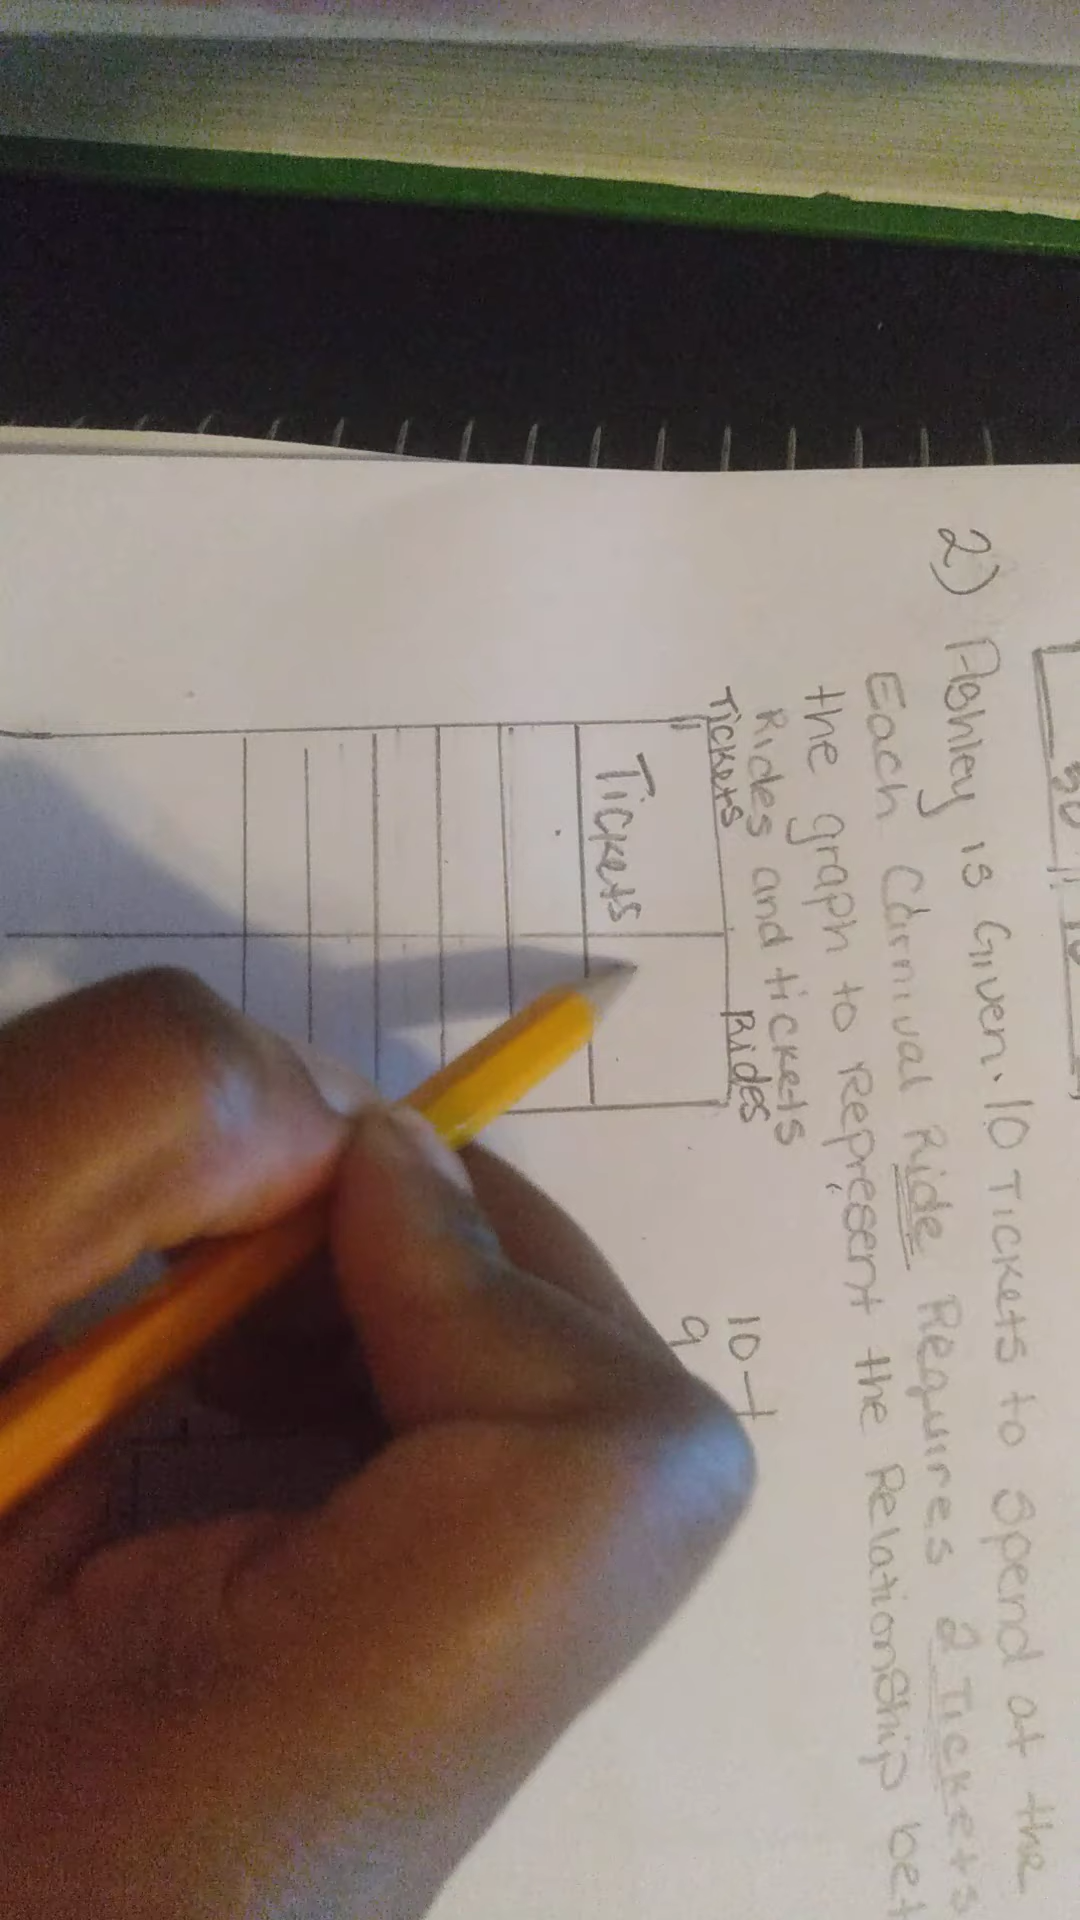 2) Ashley is Given. 10 Tickets to Spend at the
Each Carnival Ride Requires 2 Tickets
the graph to Represent the Relationship bet
Rides and tickets
Tickets Rides
Tickets
10
9